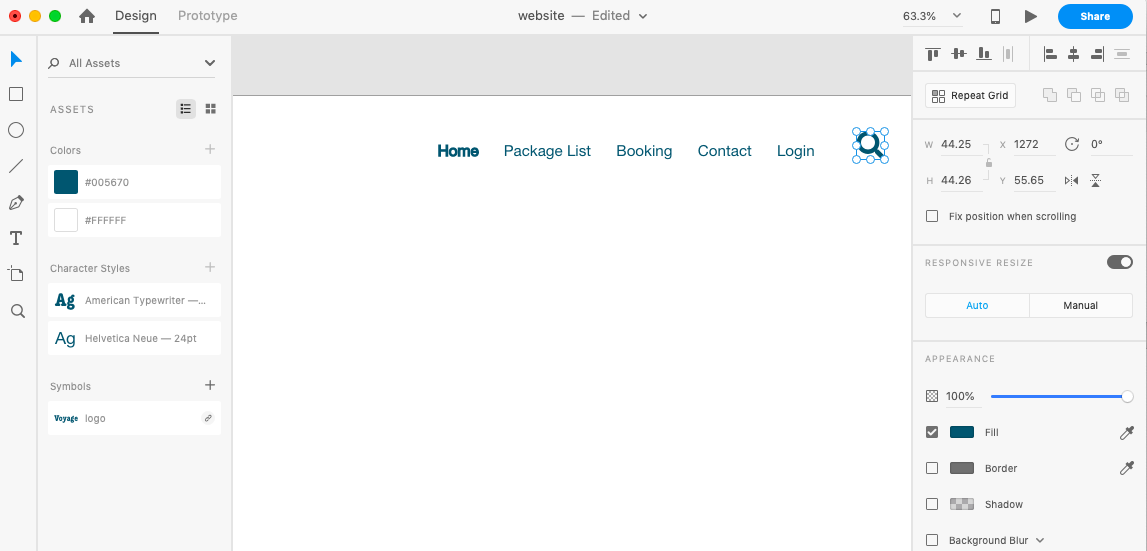 Design Prototype website — Edited 63.3% Share
All Assets
ASSETS
Colors
#005670
#FFFFFF
Character Styles
Ag American Typewriter —...
Ag Helvetica Neue — 24pt
Symbols
Voyage logo
Home Package List Booking Contact Login
Repeat Grid
W 44.25 X 1272 0°
H 44.26 Y 55.65
Fix position when scrolling
RESPONSIVE RESIZE
Auto Manual
APPEARANCE
100%
Fill
Border
Shadow
Background Blur